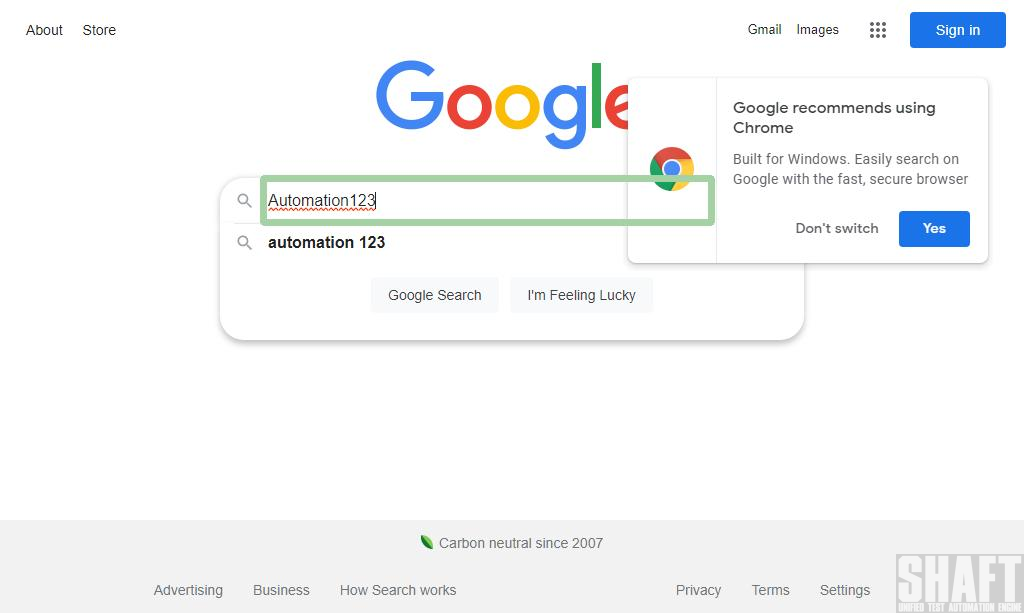 About Store
Gmail Images
Sign in
Google
Google recommends using
Chrome
Built for Windows. Easily search on
Google with the fast, secure browser
Don't switch
Yes
Automation123
automation 123
Google Search
I'm Feeling Lucky
Carbon neutral since 2007
Advertising Business How Search works
Privacy Terms Settings
SHAFT
UNIFIED TEST AUTOMATION ENGINE